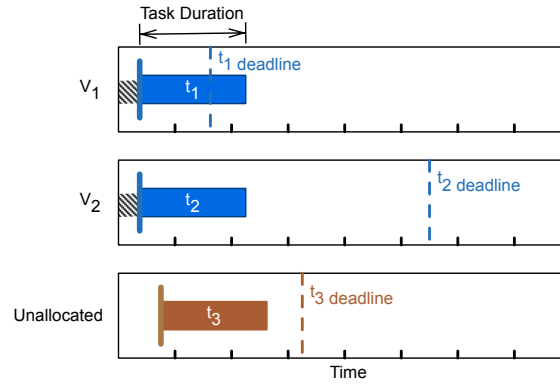 Task Duration
t1 deadline
V1
t1
t2 deadline
V2
t2
t3 deadline
Unallocated
t3
Time